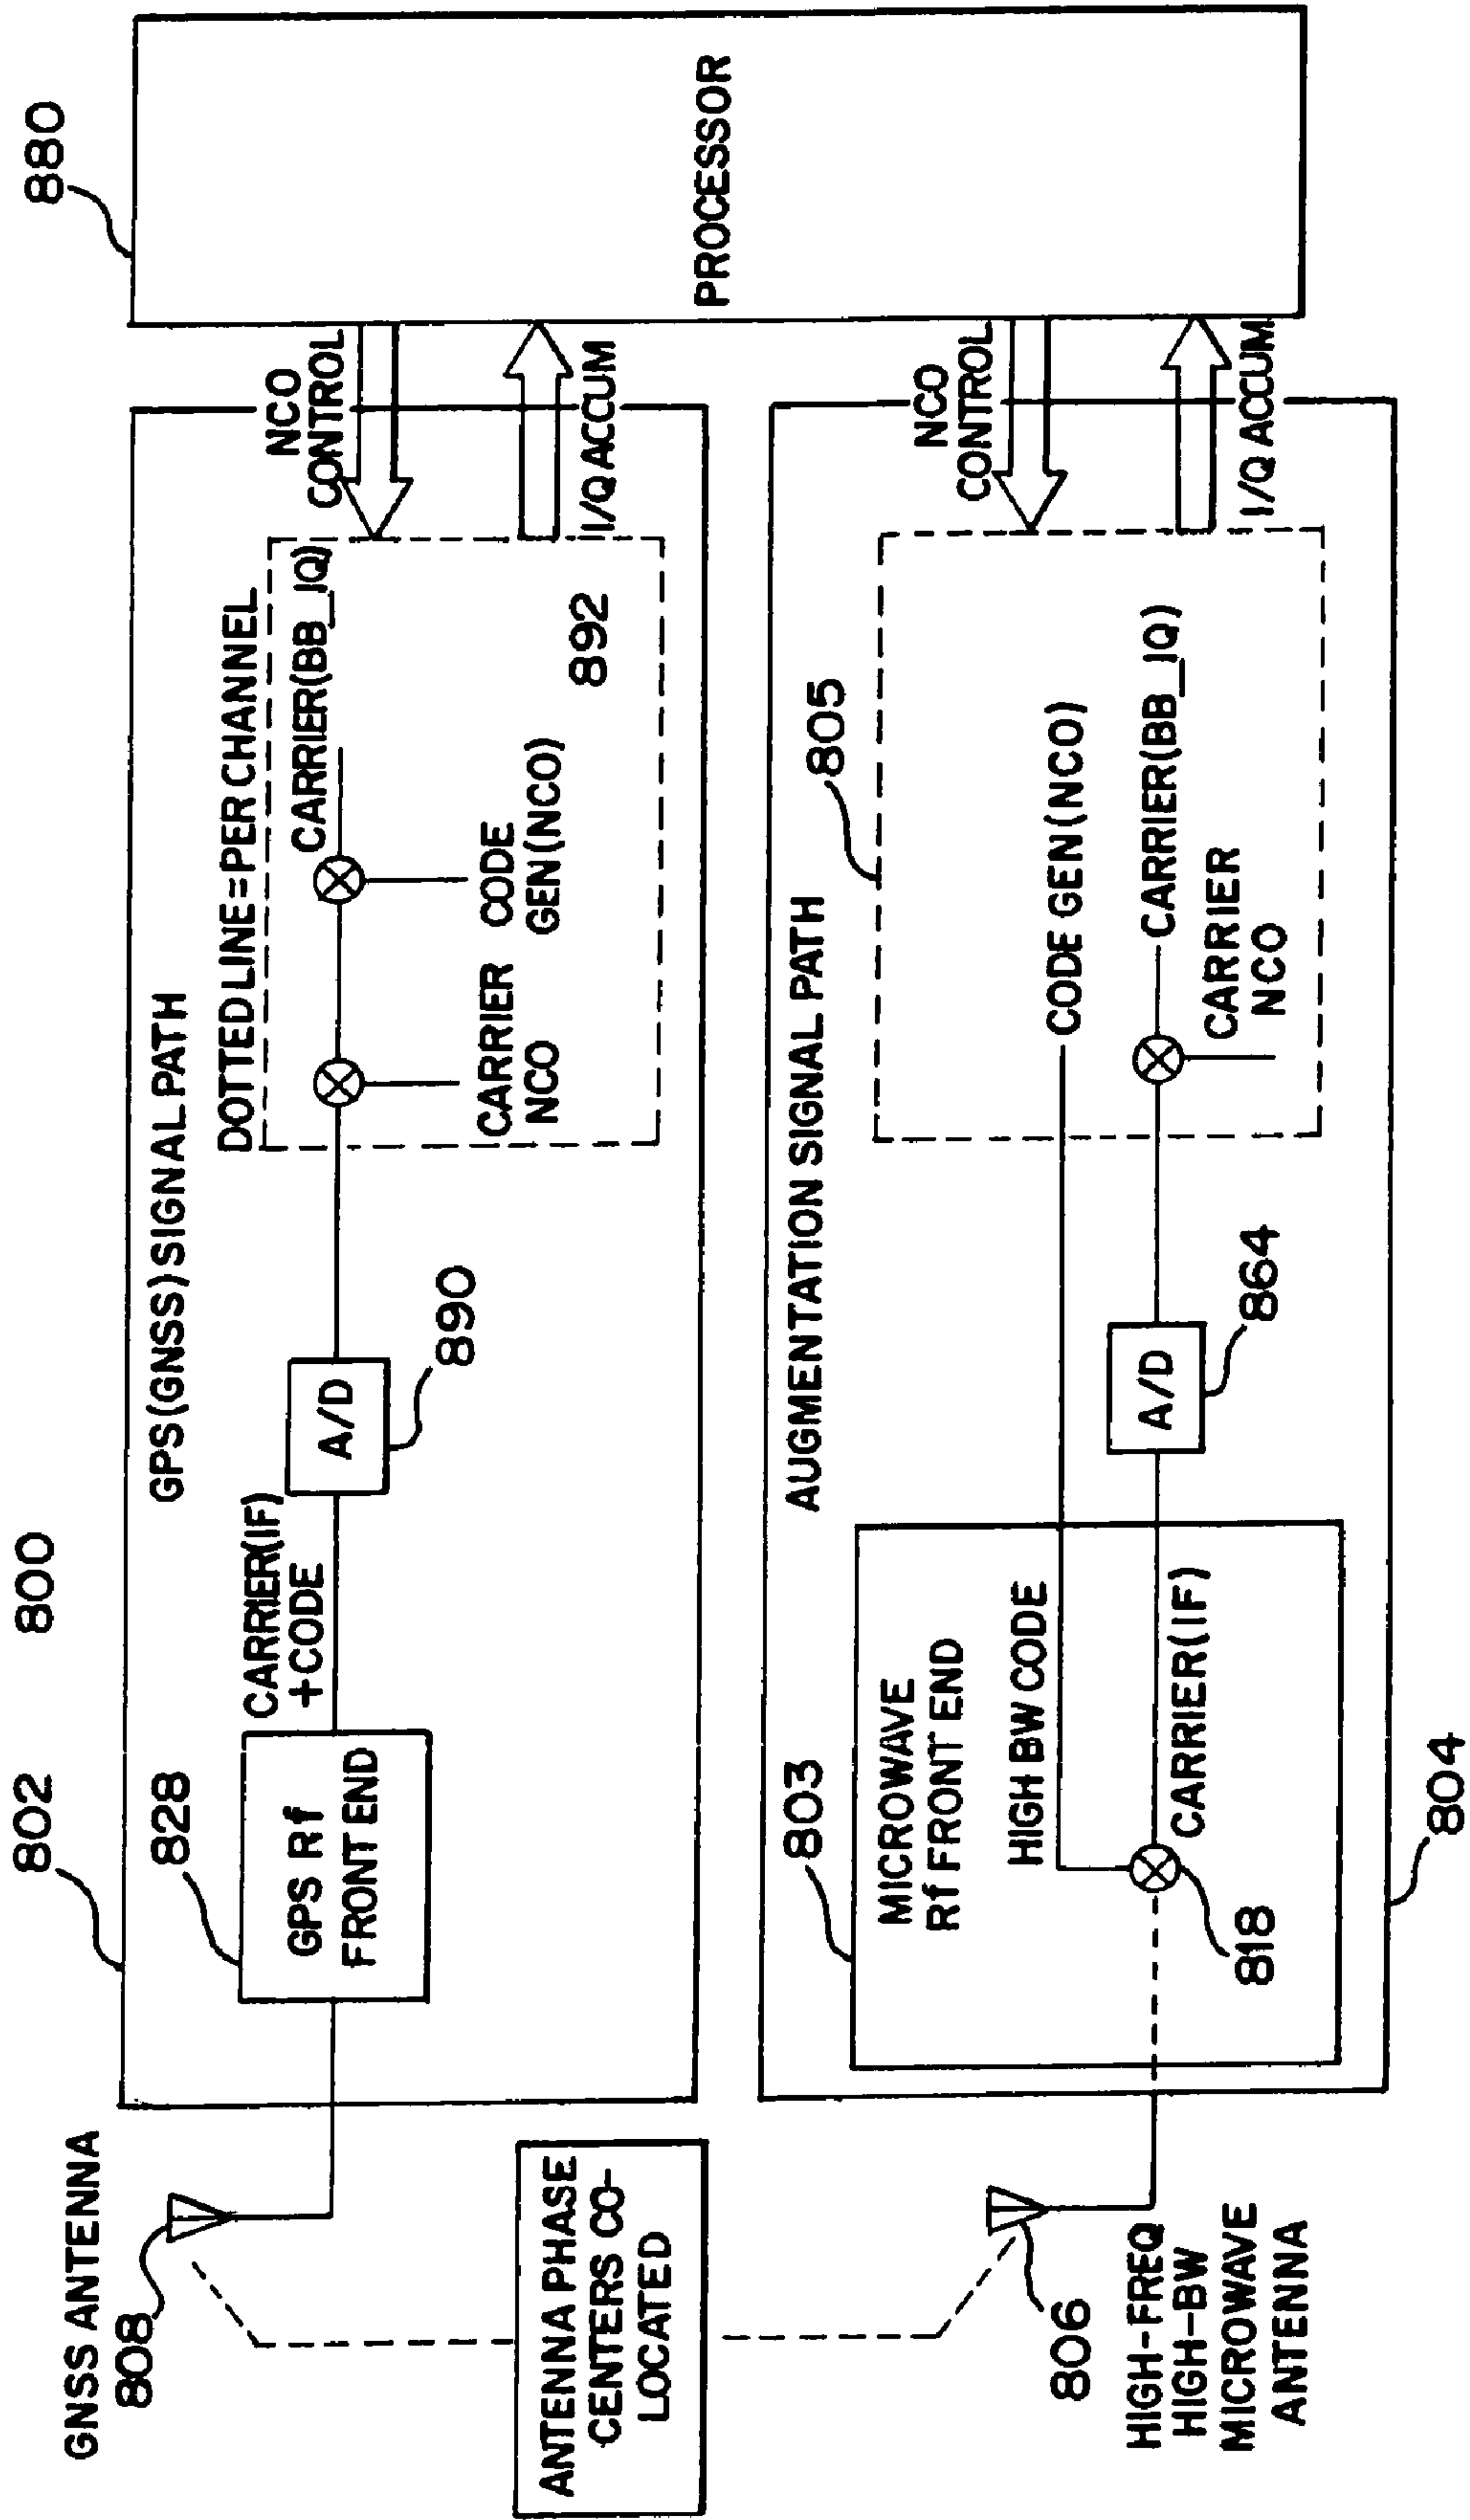 800
802
880
GNSS ANTENNA
808
828
GPS Rf
FRONT END
CARRIER(IF)
+CODE
A/D
890
GPS(GNSS) SIGNAL PATH
DOTTED LINE=PER CHANNEL
CARRIER(BB_IQ)
CARRIER
NCO
CODE
GEN(NCO)
892
NCO
CONTROL
I/Q ACCUM
PROCESSOR
ANTENNA PHASE
CENTERS CO-
LOCATED
806
HIGH-FREQ
HIGH-BW
MICROWAVE
ANTENNA
803
MICROWAVE
Rf FRONT END
HIGH BW CODE
CARRIER(IF)
818
804
AUGMENTATION SIGNAL PATH
A/D
864
805
CODE GEN(NCO)
CARRIER(BB_IQ)
CARRIER
NCO
NCO
CONTROL
I/Q ACCUM